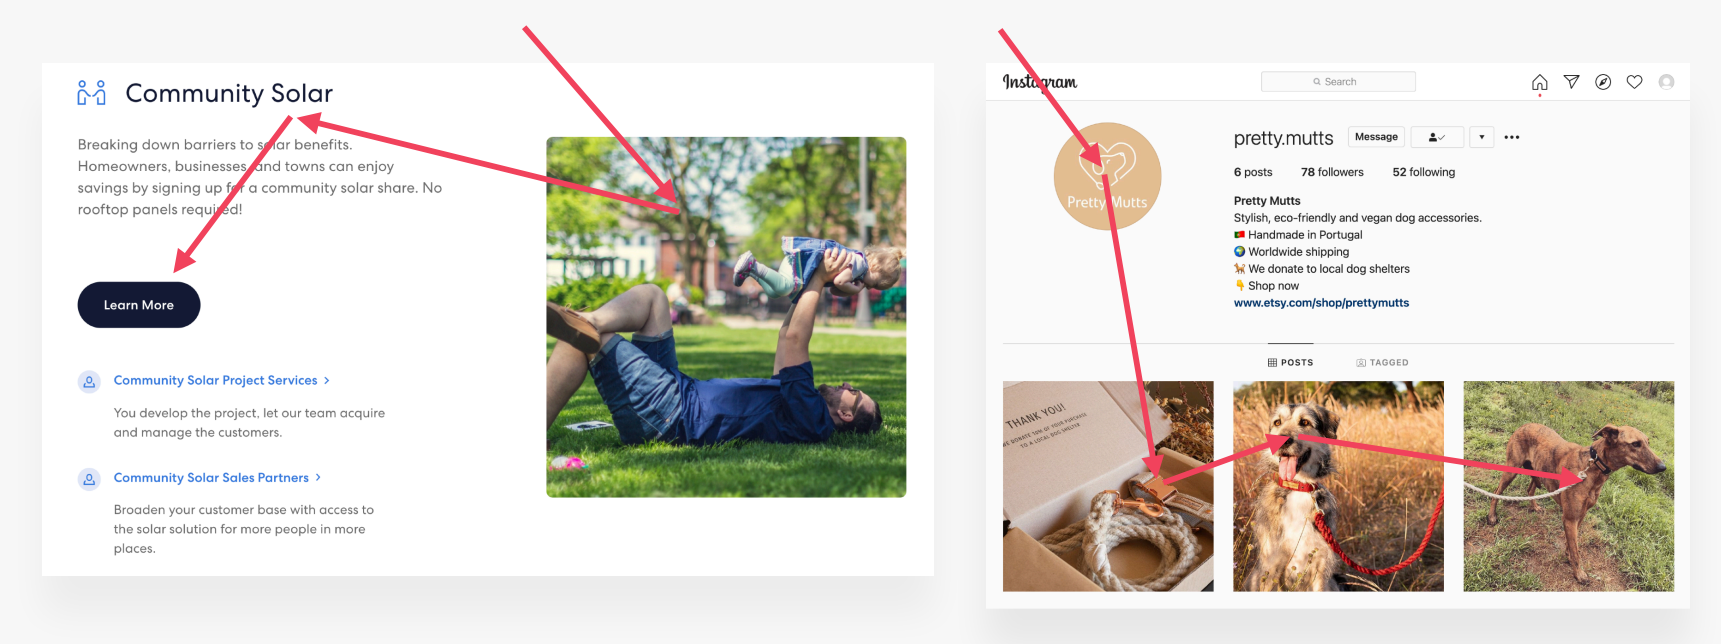 Community Solar
Breaking down barriers to solar benefits.
Homeowners, businesses, and towns can enjoy
savings by signing up for a community solar share. No
rooftop panels required!
Learn More
Community Solar Project Services >
You develop the project, let our team acquire
and manage the customers.
Community Solar Sales Partners >
Broaden your customer base with access to
the solar solution for more people in more
places.
Instagram
Search
Pretty Mutts
pretty.mutts
Message
6 posts 78 followers 52 following
Pretty Mutts
Stylish, eco-friendly and vegan dog accessories.
🇵🇹 Handmade in Portugal
🌍 Worldwide shipping
🐕‍🦺 We donate to local dog shelters
👇 Shop now
www.etsy.com/shop/prettymutts
POSTS TAGGED
THANK YOU!
WE DONATE 10% OF YOUR PURCHASE
TO A LOCAL DOG SHELTER